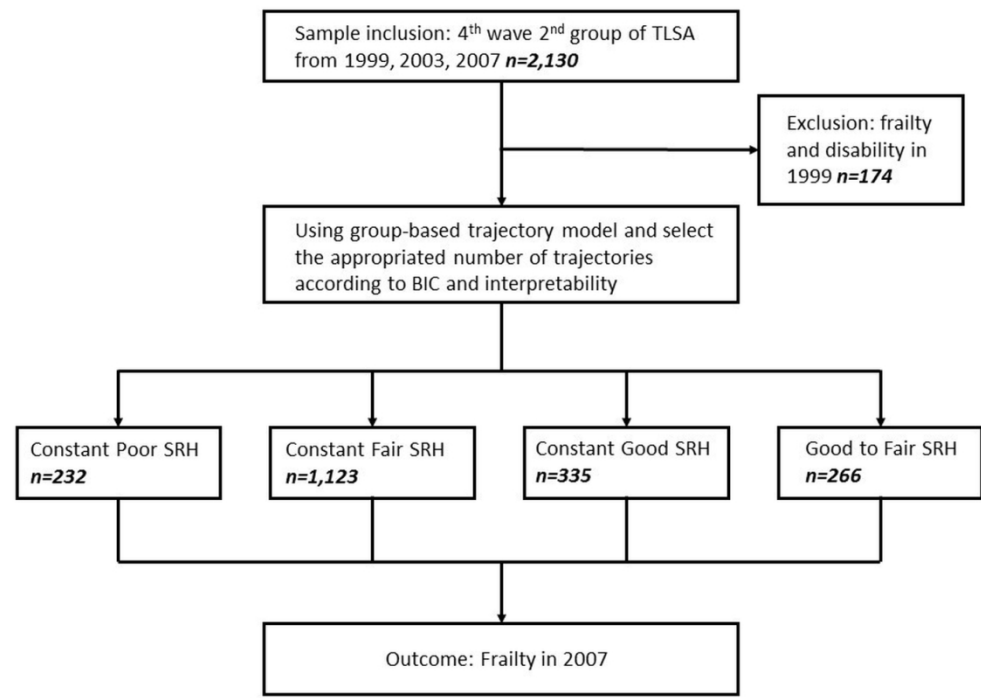 Sample inclusion: 4th wave 2nd group of TLSA
from 1999, 2003, 2007 n=2,130
Exclusion: frailty
and disability in
1999 n=174
Using group-based trajectory model and select
the appropriated number of trajectories
according to BIC and interpretability
Constant Poor SRH
n=232
Constant Fair SRH
n=1,123
Constant Good SRH
n=335
Good to Fair SRH
n=266
Outcome: Frailty in 2007